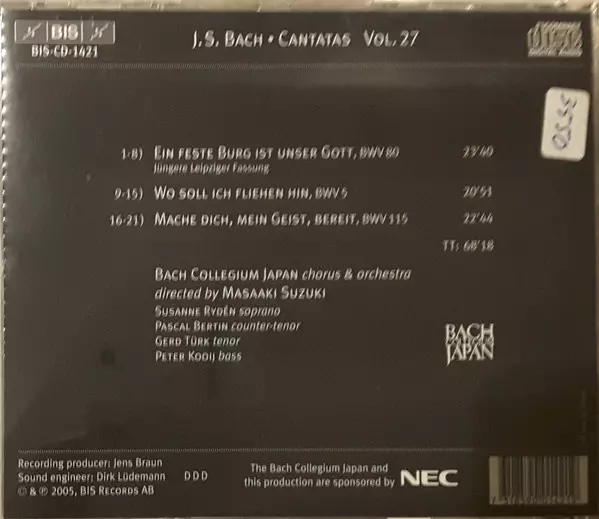 BIS
BIS-CD-1421
J.S. BACH • CANTATAS VOL. 27
COMPACT
disc
DIGITAL AUDIO
1-8) EIN FESTE BURG IST UNSER GOTT, BWV 80 23'40
Jüngere Leipziger Fassung
9-15) WO SOLL ICH FLIEHEN HIN, BWV 5 20'51
16-21) MACHE DICH, MEIN GEIST, BEREIT, BWV 115 22'44
TT: 68'18
BACH COLLEGIUM JAPAN chorus & orchestra
directed by MASAAKI SUZUKI
SUSANNE RYDÉN soprano
PASCAL BERTIN counter-tenor
GERD TÜRK tenor
PETER KOOIJ bass
BACH
COLLEGIUM
JAPAN
Recording producer: Jens Braun
Sound engineer: Dirk Lüdemann
© & ℗ 2005, BIS RECORDS AB
D D D
The Bach Collegium Japan and
this production are sponsored by NEC